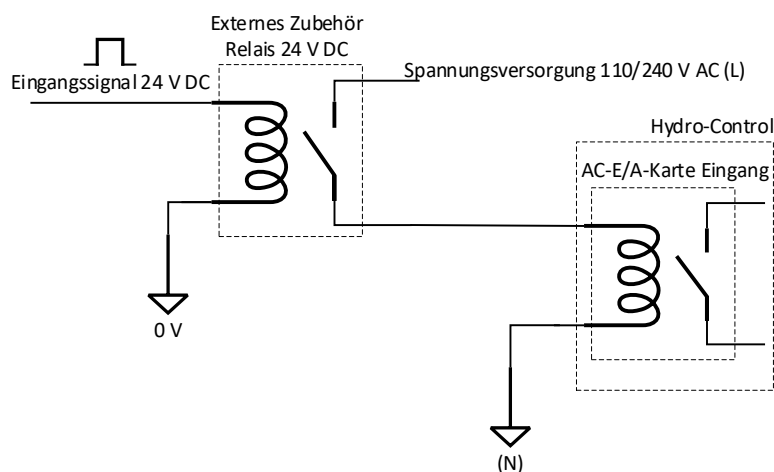 Externes Zubehör
Relais 24 V DC
Eingangssignal 24 V DC
Spannungsversorgung 110/240 V AC (L)
Hydro-Control
AC-E/A-Karte Eingang
0 V
(N)